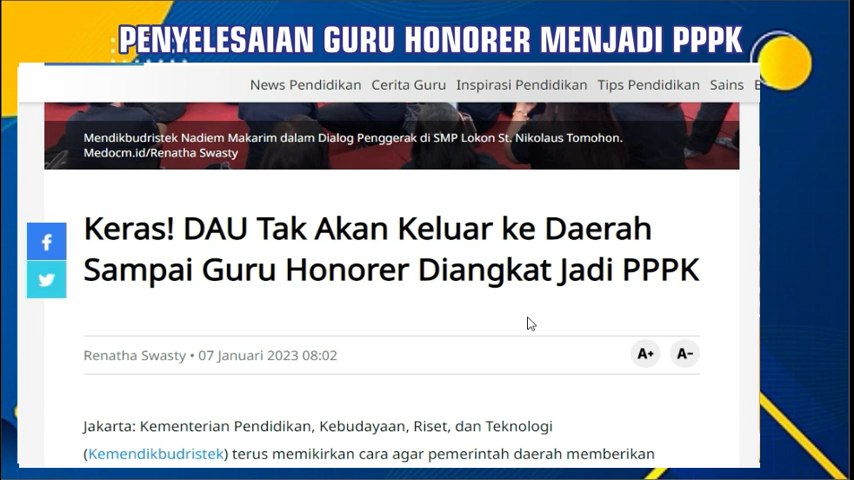 PENYELESAIAN GURU HONORER MENJADI PPPK
News Pendidikan Cerita Guru Inspirasi Pendidikan Tips Pendidikan Sains
Mendikbudristek Nadiem Makarim dalam Dialog Penggerak di SMP Lokon St. Nikolaus Tomohon.
Medocm.id/Renatha Swasty
Keras! DAU Tak Akan Keluar ke Daerah
Sampai Guru Honorer Diangkat Jadi PPPK
Renatha Swasty • 07 Januari 2023 08:02
A+ A-
Jakarta: Kementerian Pendidikan, Kebudayaan, Riset, dan Teknologi
(Kemendikbudristek) terus memikirkan cara agar pemerintah daerah memberikan